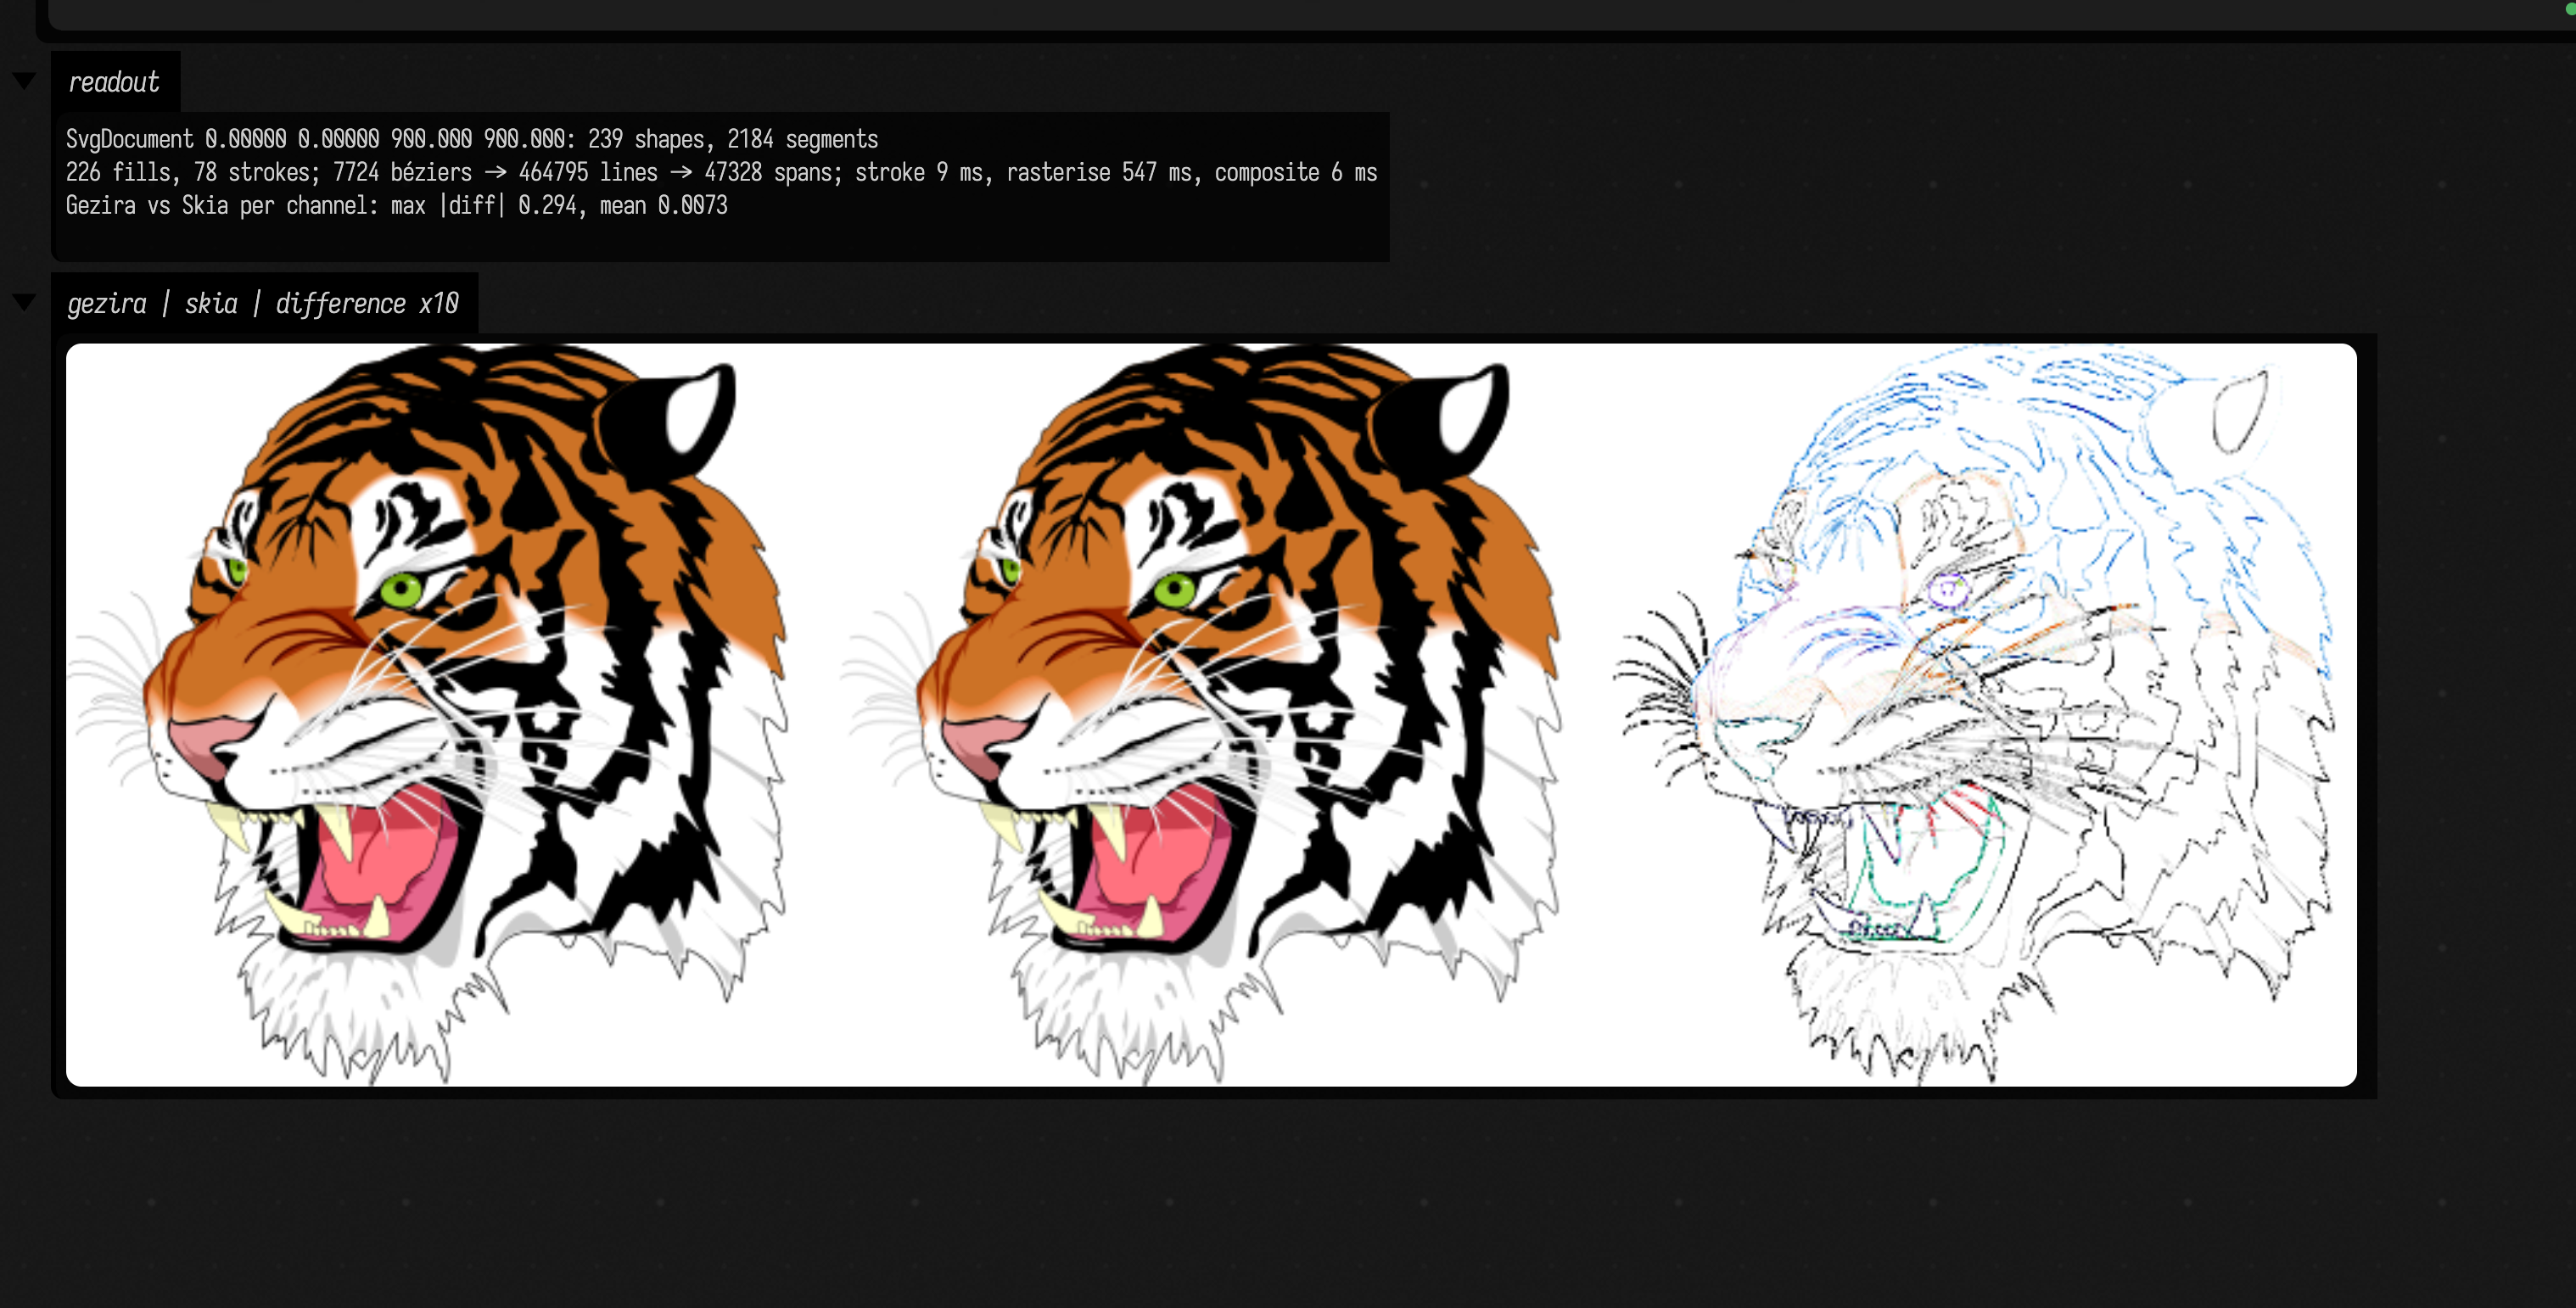 readout
SvgDocument 0.00000 0.00000 900.000 900.000: 239 shapes, 2184 segments
226 fills, 78 strokes; 7724 béziers → 464795 lines → 47328 spans; stroke 9 ms, rasterise 547 ms, composite 6 ms
Gezira vs Skia per channel: max |diff| 0.294, mean 0.0073
gezira | skia | difference x10